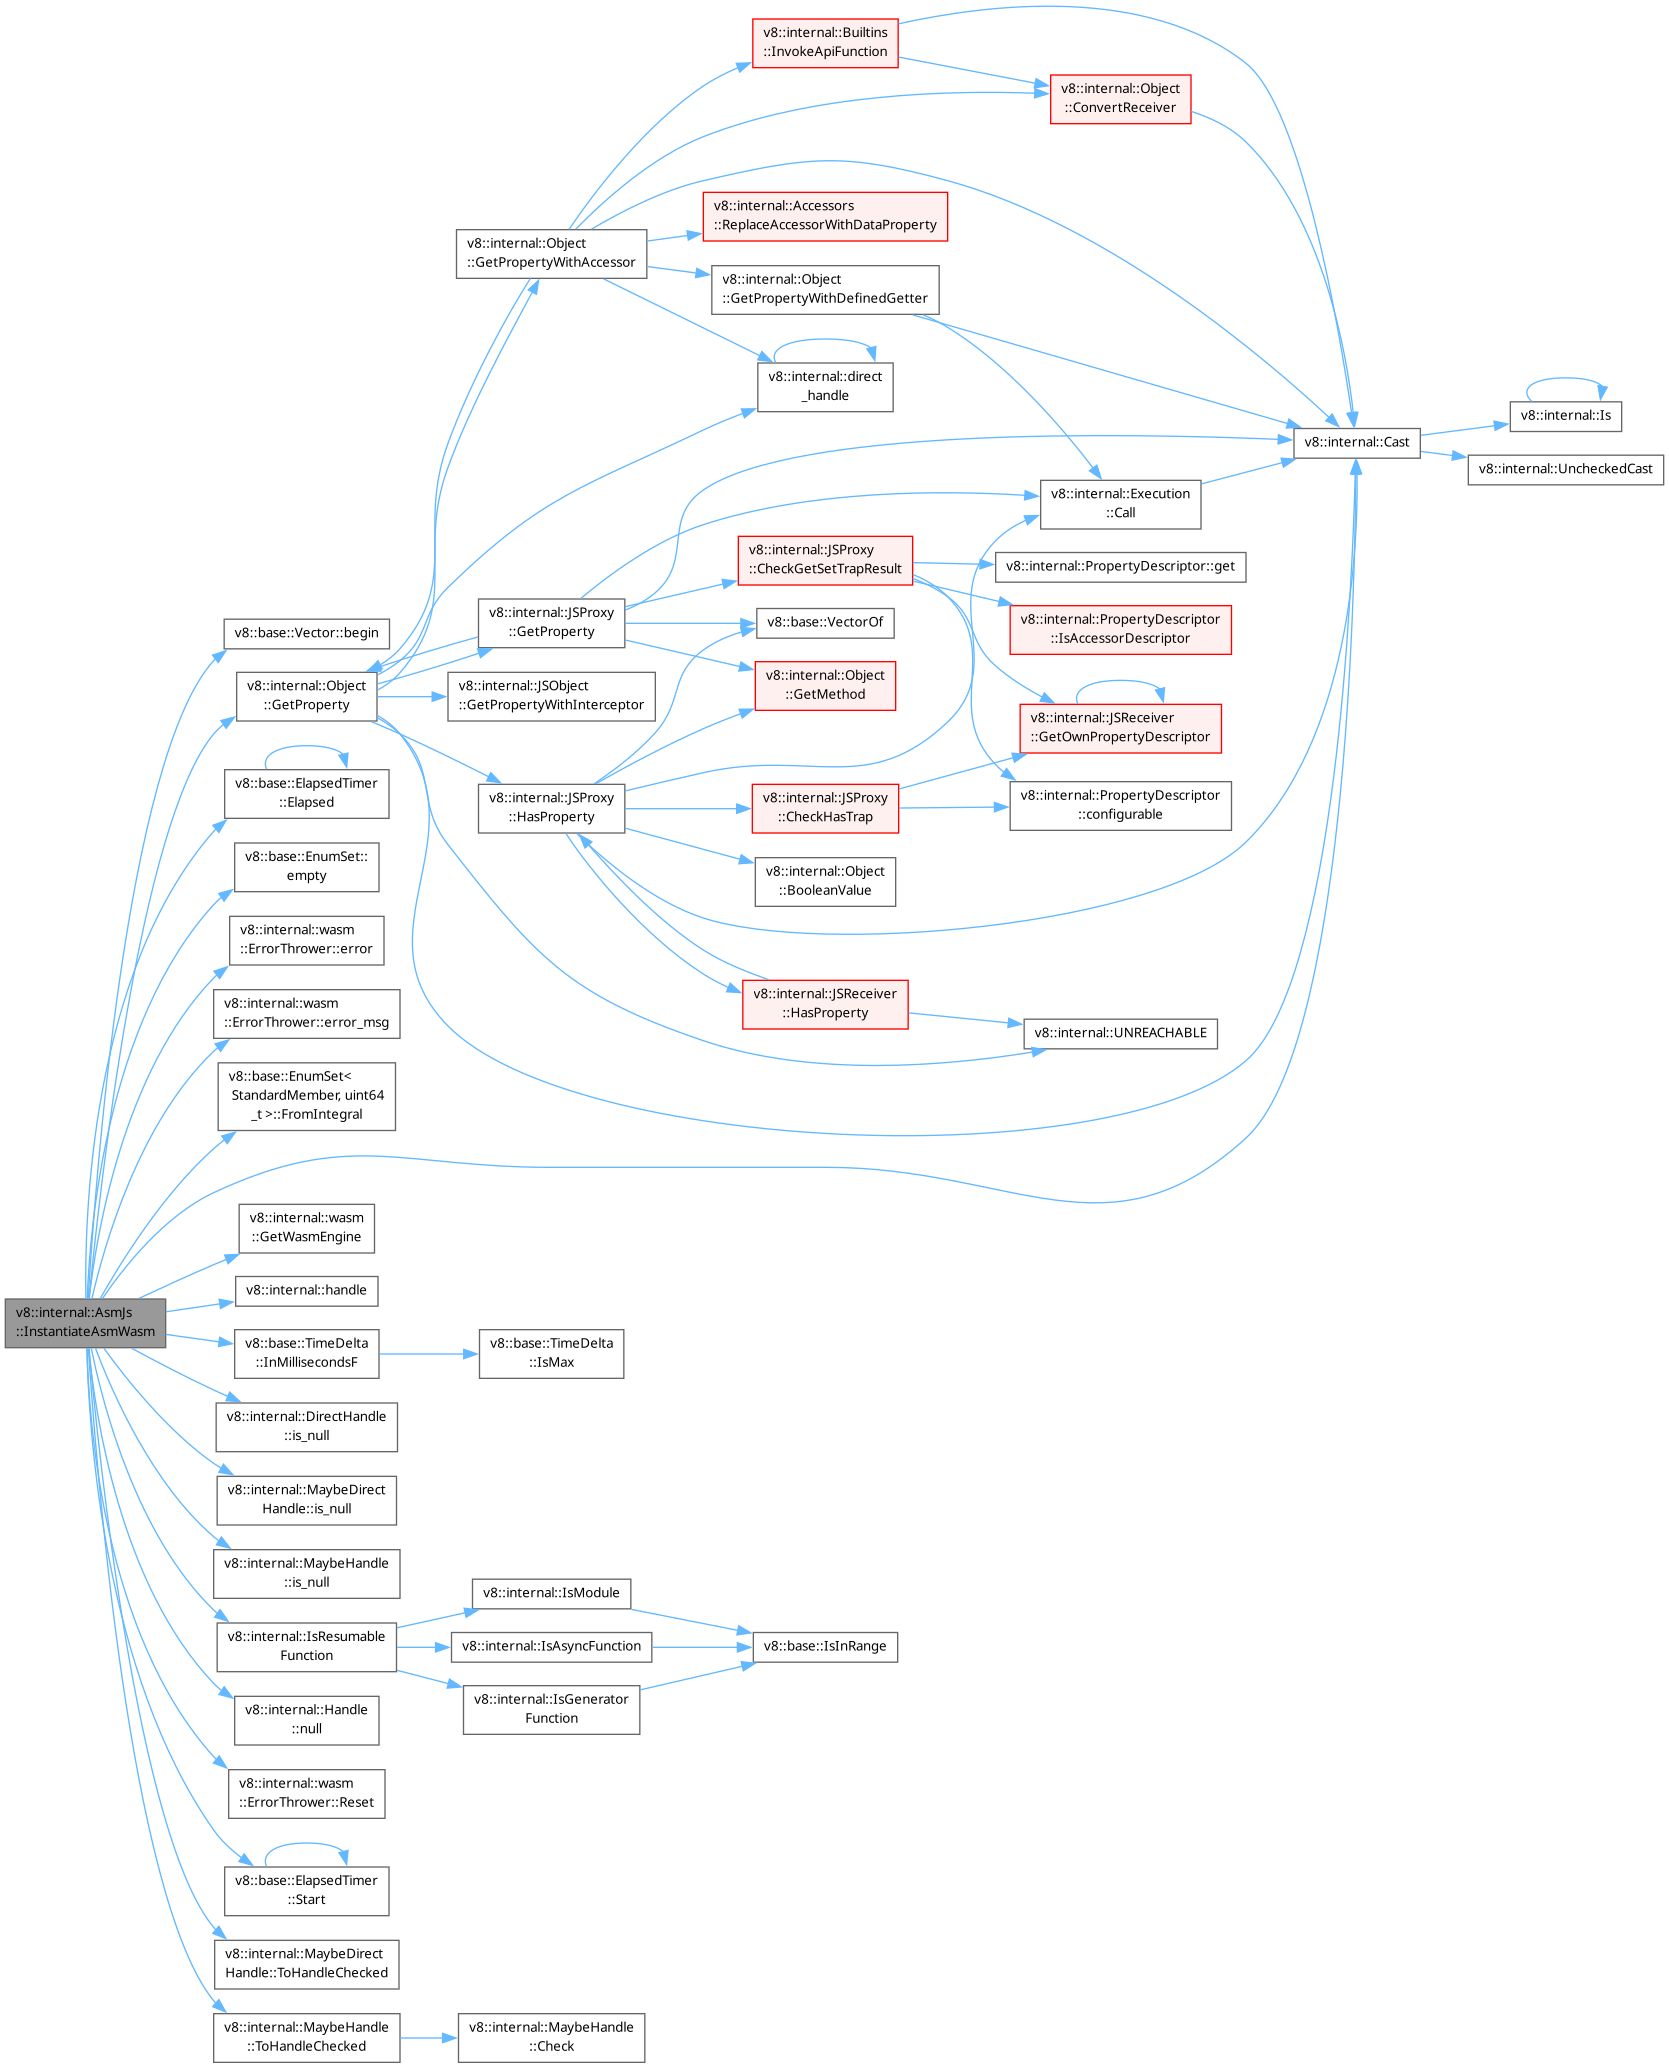 v8::internal::Builtins
::InvokeApiFunction
v8::internal::Object
::ConvertReceiver
v8::internal::Accessors
::ReplaceAccessorWithDataProperty
v8::internal::Object
::GetPropertyWithAccessor
v8::internal::Object
::GetPropertyWithDefinedGetter
v8::internal::direct
_handle
v8::internal::Is
v8::internal::Cast
v8::internal::UncheckedCast
v8::internal::Execution
::Call
v8::internal::JSProxy
::CheckGetSetTrapResult
v8::internal::PropertyDescriptor::get
v8::internal::JSProxy
::GetProperty
v8::base::VectorOf
v8::internal::PropertyDescriptor
::IsAccessorDescriptor
v8::base::Vector::begin
v8::internal::Object
::GetProperty
v8::internal::JSObject
::GetPropertyWithInterceptor
v8::internal::Object
::GetMethod
v8::internal::JSReceiver
::GetOwnPropertyDescriptor
v8::base::ElapsedTimer
::Elapsed
v8::internal::JSProxy
::HasProperty
v8::internal::JSProxy
::CheckHasTrap
v8::internal::PropertyDescriptor
::configurable
v8::base::EnumSet::
empty
v8::internal::Object
::BooleanValue
v8::internal::wasm
::ErrorThrower::error
v8::internal::wasm
::ErrorThrower::error_msg
v8::internal::JSReceiver
::HasProperty
v8::internal::UNREACHABLE
v8::base::EnumSet<
StandardMember, uint64
_t >::FromIntegral
v8::internal::wasm
::GetWasmEngine
v8::internal::handle
v8::internal::AsmJs
::InstantiateAsmWasm
v8::base::TimeDelta
::InMillisecondsF
v8::base::TimeDelta
::IsMax
v8::internal::DirectHandle
::is_null
v8::internal::MaybeDirect
Handle::is_null
v8::internal::MaybeHandle
::is_null
v8::internal::IsResumable
Function
v8::internal::IsModule
v8::internal::IsAsyncFunction
v8::base::IsInRange
v8::internal::IsGenerator
Function
v8::internal::Handle
::null
v8::internal::wasm
::ErrorThrower::Reset
v8::base::ElapsedTimer
::Start
v8::internal::MaybeDirect
Handle::ToHandleChecked
v8::internal::MaybeHandle
::ToHandleChecked
v8::internal::MaybeHandle
::Check